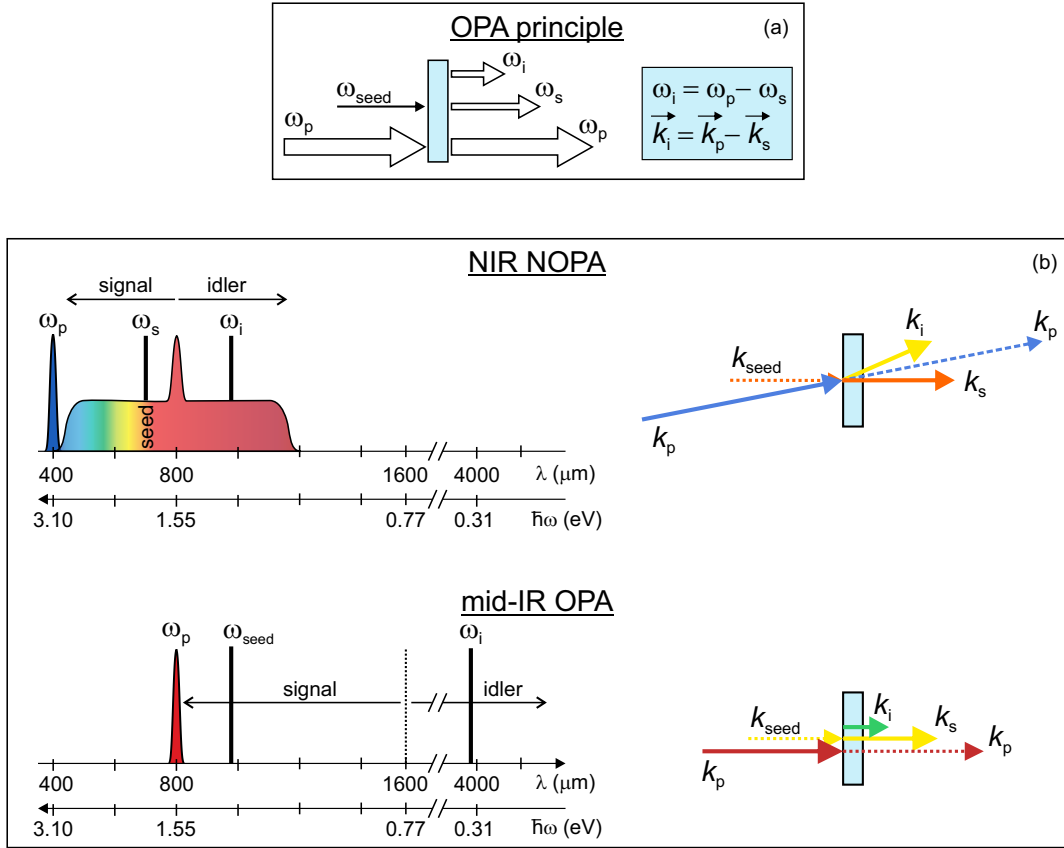 OPA principle
(a)
ωi
ωseed
ωs
ωp
ωp
ωi = ωp − ωs
ki = kp − ks
NIR NOPA
(b)
signal
idler
ωp
ωs
ωi
seed
400
800
1600
4000
λ (μm)
3.10
1.55
0.77
0.31
ħω (eV)
ki
kp
kseed
ks
kp
mid-IR OPA
ωp
ωseed
ωi
signal
idler
400
800
1600
4000
λ (μm)
3.10
1.55
0.77
0.31
ħω (eV)
ki
kseed
ks
kp
kp